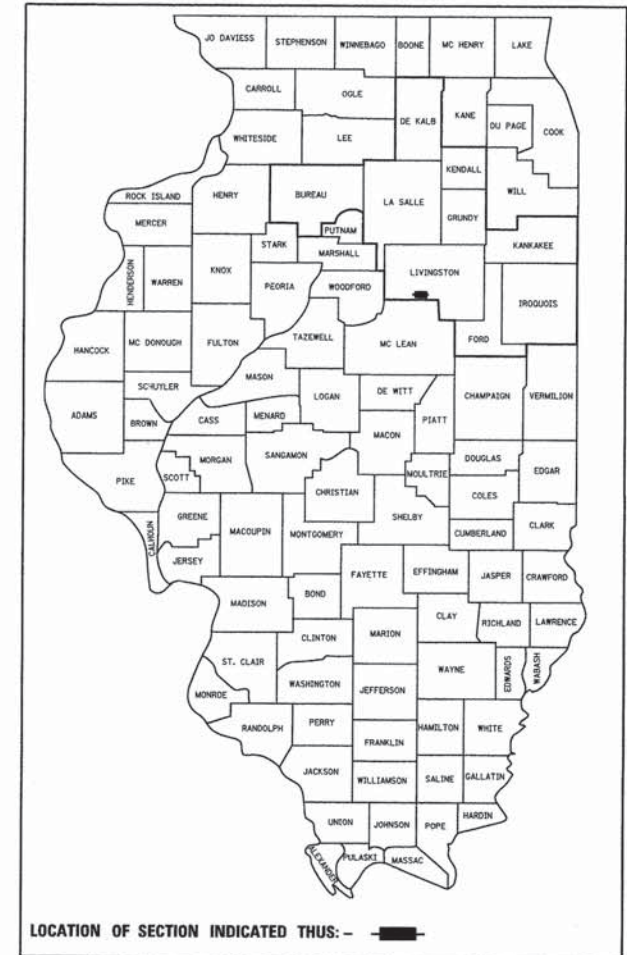 JO DAVIESS
STEPHENSON
WINNEBAGO
BOONE
MC HENRY
LAKE
CARROLL
OGLE
DE KALB
KANE
DU PAGE
COOK
WHITESIDE
LEE
KENDALL
WILL
ROCK ISLAND
HENRY
BUREAU
LA SALLE
GRUNDY
MERCER
PUTNAM
STARK
MARSHALL
KANKAKEE
HENDERSON
WARREN
KNOX
PEORIA
WOODFORD
LIVINGSTON
IROQUOIS
HANCOCK
MC DONOUGH
FULTON
TAZEWELL
MC LEAN
FORD
SCHUYLER
MASON
LOGAN
DE WITT
CHAMPAIGN
VERMILION
ADAMS
BROWN
CASS
MENARD
MACON
PIATT
PIKE
SCOTT
MORGAN
SANGAMON
CHRISTIAN
MOULTRIE
DOUGLAS
EDGAR
COLES
CALHOUN
GREENE
MACOUPIN
MONTGOMERY
SHELBY
CUMBERLAND
CLARK
JERSEY
FAYETTE
EFFINGHAM
JASPER
CRAWFORD
MADISON
BOND
CLAY
RICHLAND
LAWRENCE
CLINTON
MARION
ST. CLAIR
WAYNE
EDWARDS
WABASH
MONROE
WASHINGTON
JEFFERSON
RANDOLPH
PERRY
HAMILTON
WHITE
FRANKLIN
JACKSON
WILLIAMSON
SALINE
GALLATIN
UNION
JOHNSON
POPE
HARDIN
ALEXANDER
PULASKI
MASSAC
LOCATION OF SECTION INDICATED THUS: -